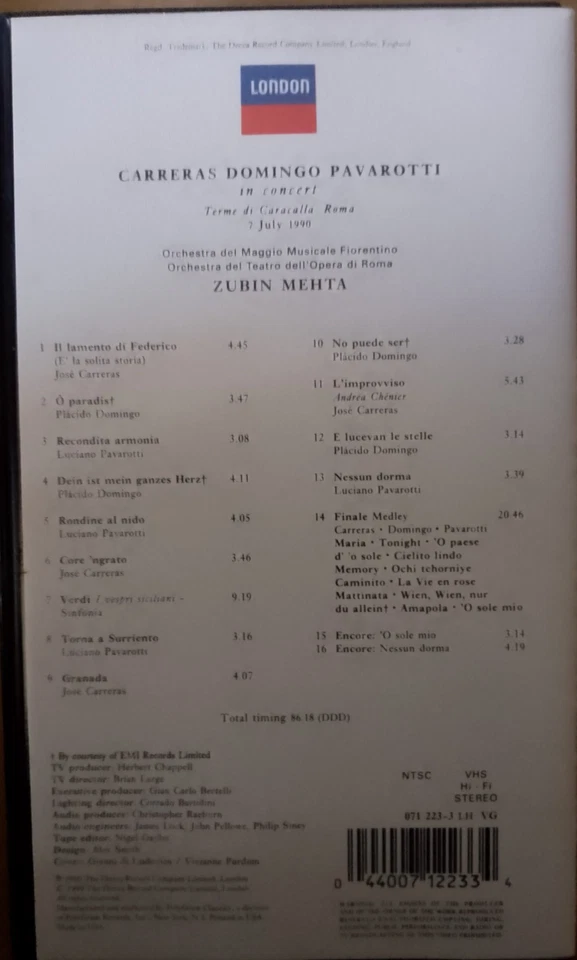 Regd. Trademark The Decca Record Company Limited, London, England
LONDON
CARRERAS DOMINGO PAVAROTTI
in concert
Terme di Caracalla Roma
7 July 1990
Orchestra del Maggio Musicale Fiorentino
Orchestra del Teatro dell'Opera di Roma
ZUBIN MEHTA
1 Il lamento di Federico 4.45
(E' la solita storia)
José Carreras
2 O paradis† 3.47
Plácido Domingo
3 Recondita armonia 3.08
Luciano Pavarotti
4 Dein ist mein ganzes Herz† 4.11
Plácido Domingo
5 Rondine al nido 4.05
Luciano Pavarotti
6 Core 'ngrato 3.46
José Carreras
7 Verdi I vespri siciliani - 9.19
Sinfonia
8 Torna a Surriento 3.16
Luciano Pavarotti
9 Granada 4.07
José Carreras
10 No puede ser† 3.28
Plácido Domingo
11 L'improvviso 5.43
Andrea Chénier
José Carreras
12 E lucevan le stelle 3.14
Plácido Domingo
13 Nessun dorma 3.39
Luciano Pavarotti
14 Finale Medley 20.46
Carreras • Domingo • Pavarotti
Maria • Tonight • 'O paese
d' 'o sole • Cielito lindo
Memory • Ochi tchorniye
Caminito • La Vie en rose
Mattinata • Wien, Wien, nur
du allein† • Amapola • 'O sole mio
15 Encore: 'O sole mio 3.14
16 Encore: Nessun dorma 4.19
Total timing 86.18 (DDD)
† By courtesy of EMI Records Limited
TV producer: Herbert Chappell
TV director: Brian Large
Executive producer: Gian Carlo Bertelli
Lighting director:
Audio producer: Christopher Raeburn
Audio engineers: James Lock, John Pellowe, Philip Siney
Tape editor:
Design:
Cover:
NTSC VHS
Hi-Fi
STEREO
071 223-3 LH VG
0 44007 12233 4